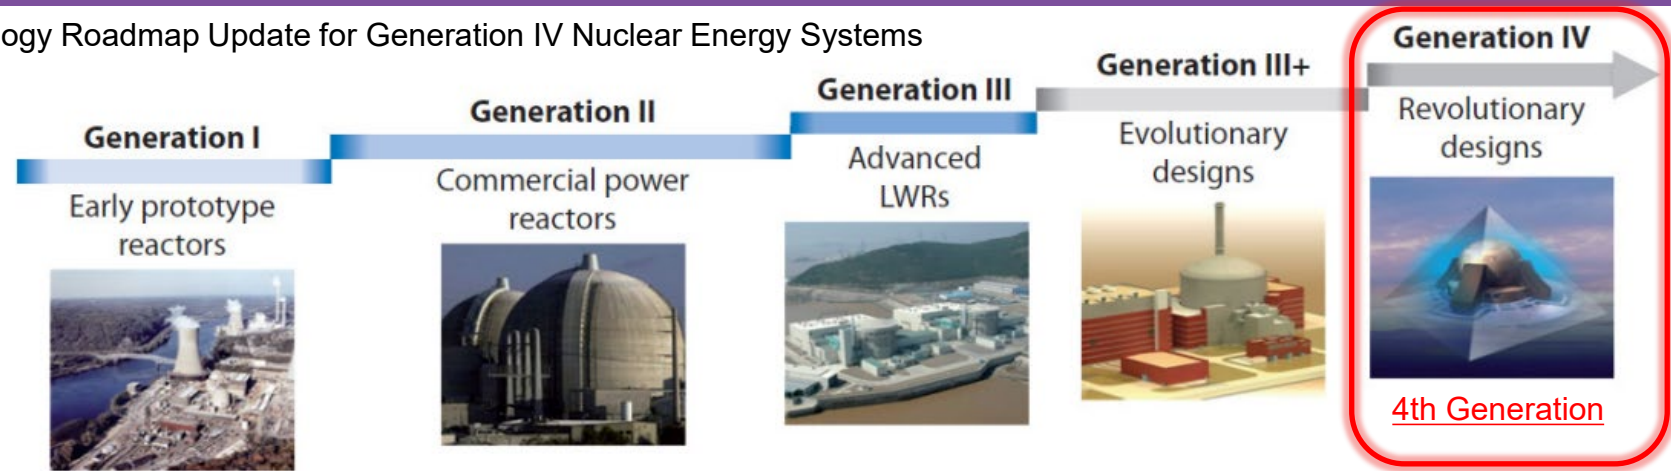 ogy Roadmap Update for Generation IV Nuclear Energy Systems
Generation I
Early prototype
reactors
Generation II
Commercial power
reactors
Generation III
Advanced
LWRs
Generation III+
Evolutionary
designs
Generation IV
Revolutionary
designs
4th Generation